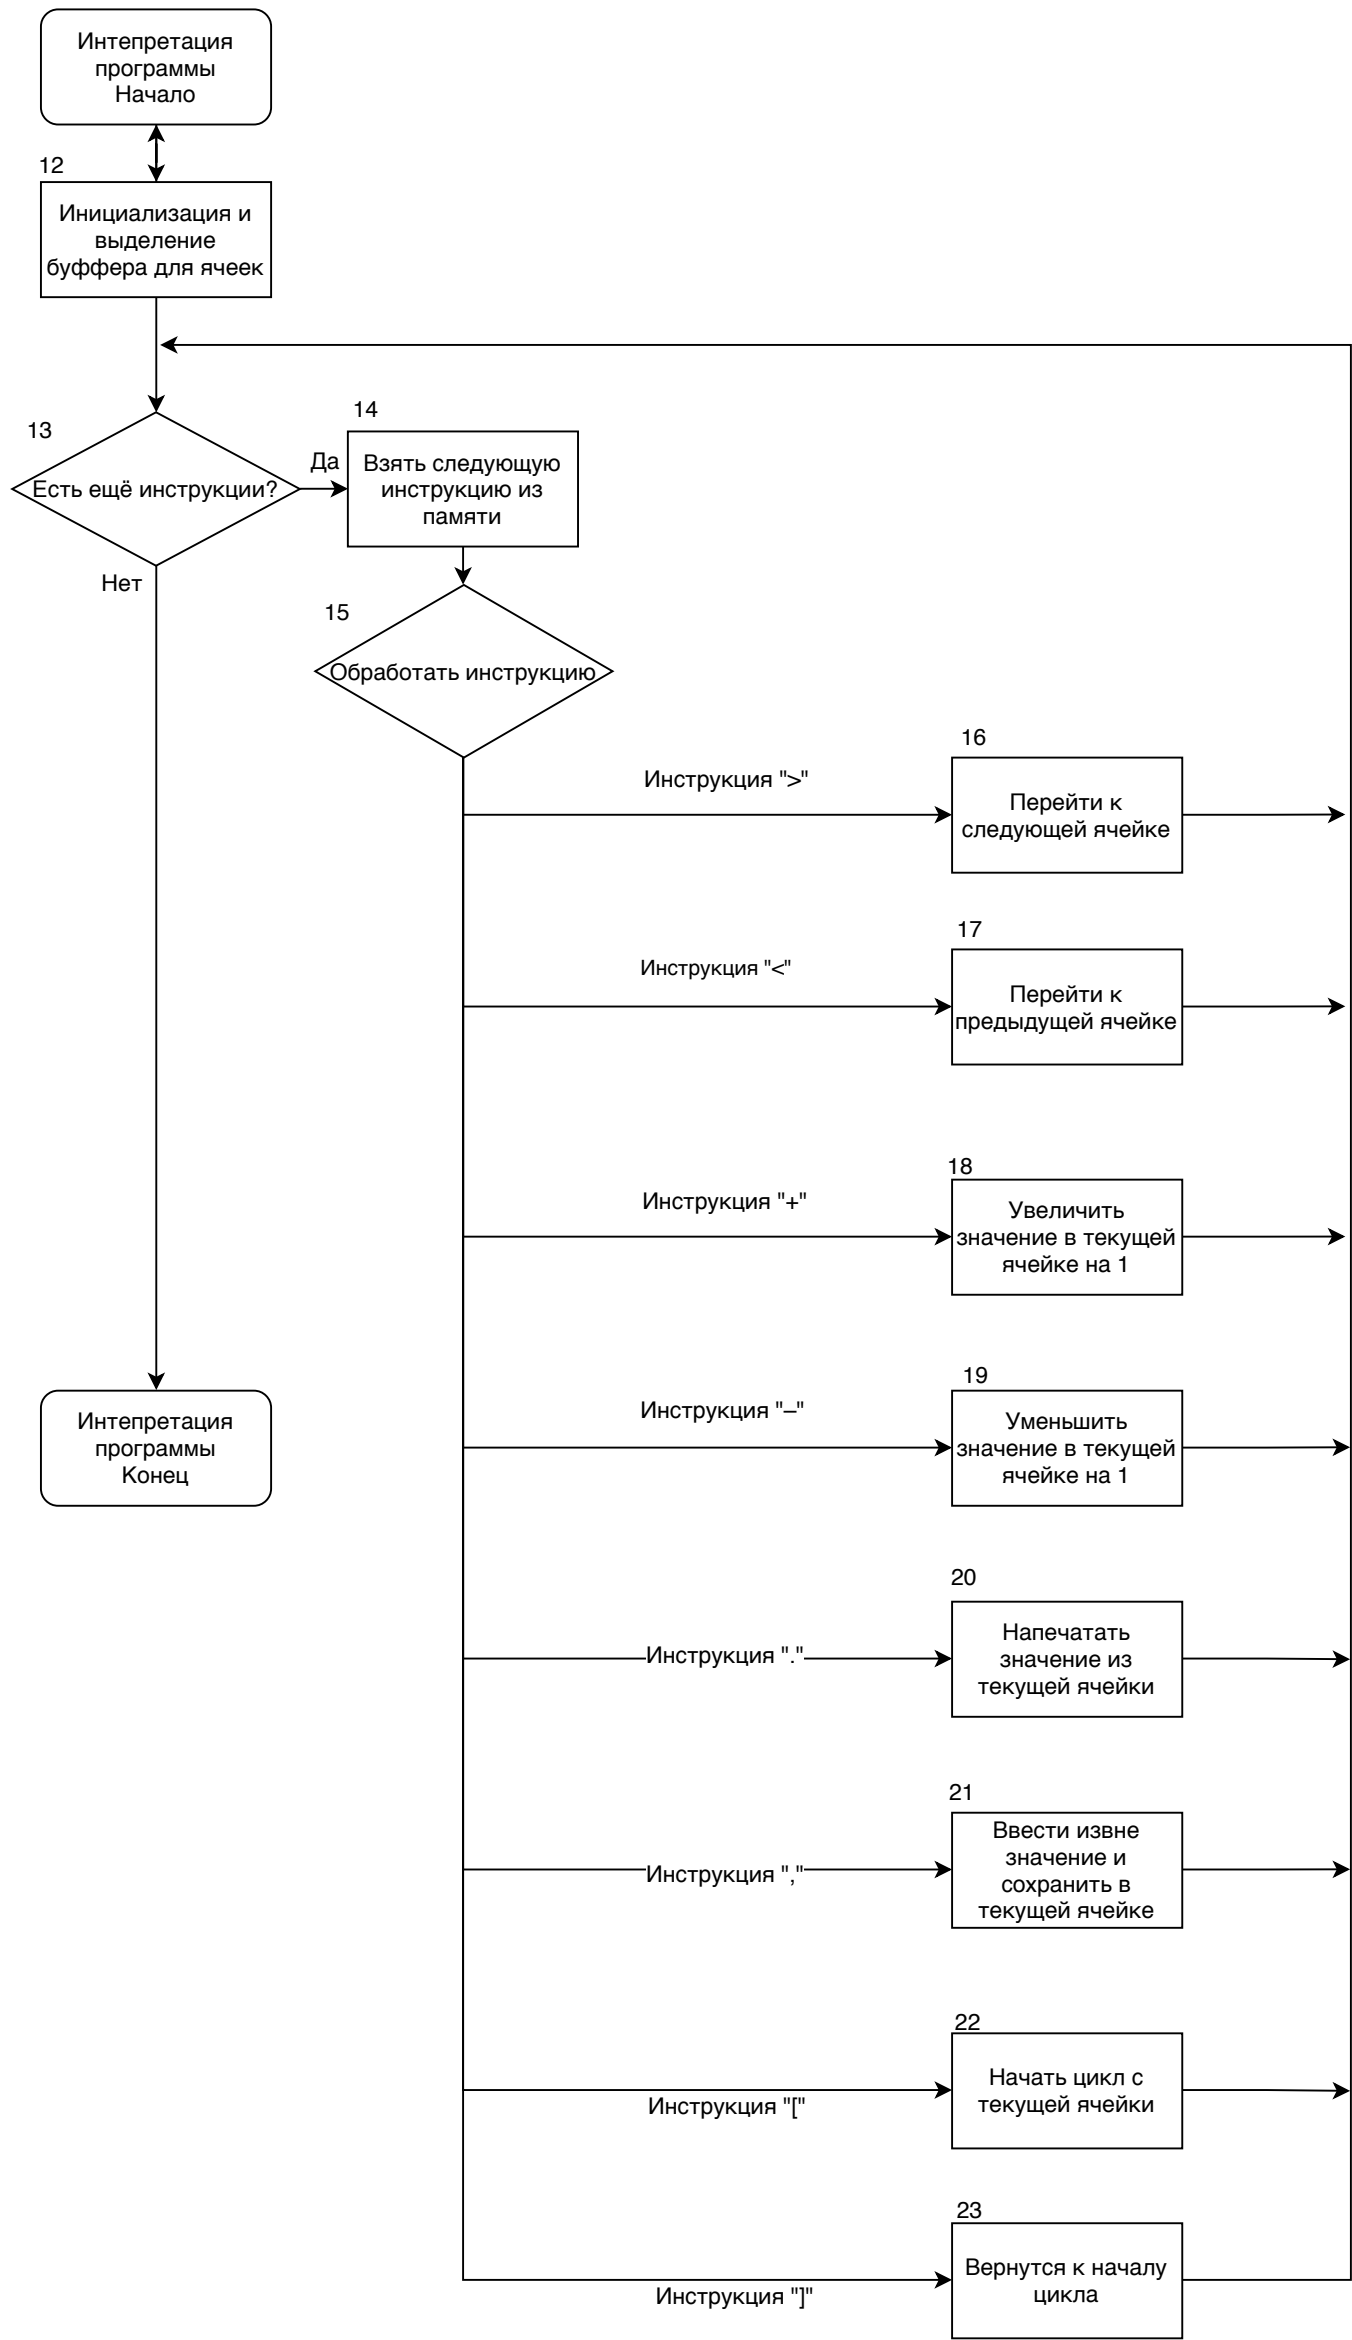 Интепретация
программы
Начало
12
Инициализация и
выделение
буффера для ячеек
13
Есть ещё инструкции?
Да
14
Взять следующую
инструкцию из
памяти
Нет
15
Обработать инструкцию
Инструкция ">"
16
Перейти к
следующей ячейке
Инструкция "<"
17
Перейти к
предыдущей ячейке
Инструкция "+"
18
Увеличить
значение в текущей
ячейке на 1
Интепретация
программы
Конец
Инструкция "–"
19
Уменьшить
значение в текущей
ячейке на 1
Инструкция "."
20
Напечатать
значение из
текущей ячейки
Инструкция ","
21
Ввести извне
значение и
сохранить в
текущей ячейке
Инструкция "["
22
Начать цикл с
текущей ячейки
Инструкция "]"
23
Вернутся к началу
цикла